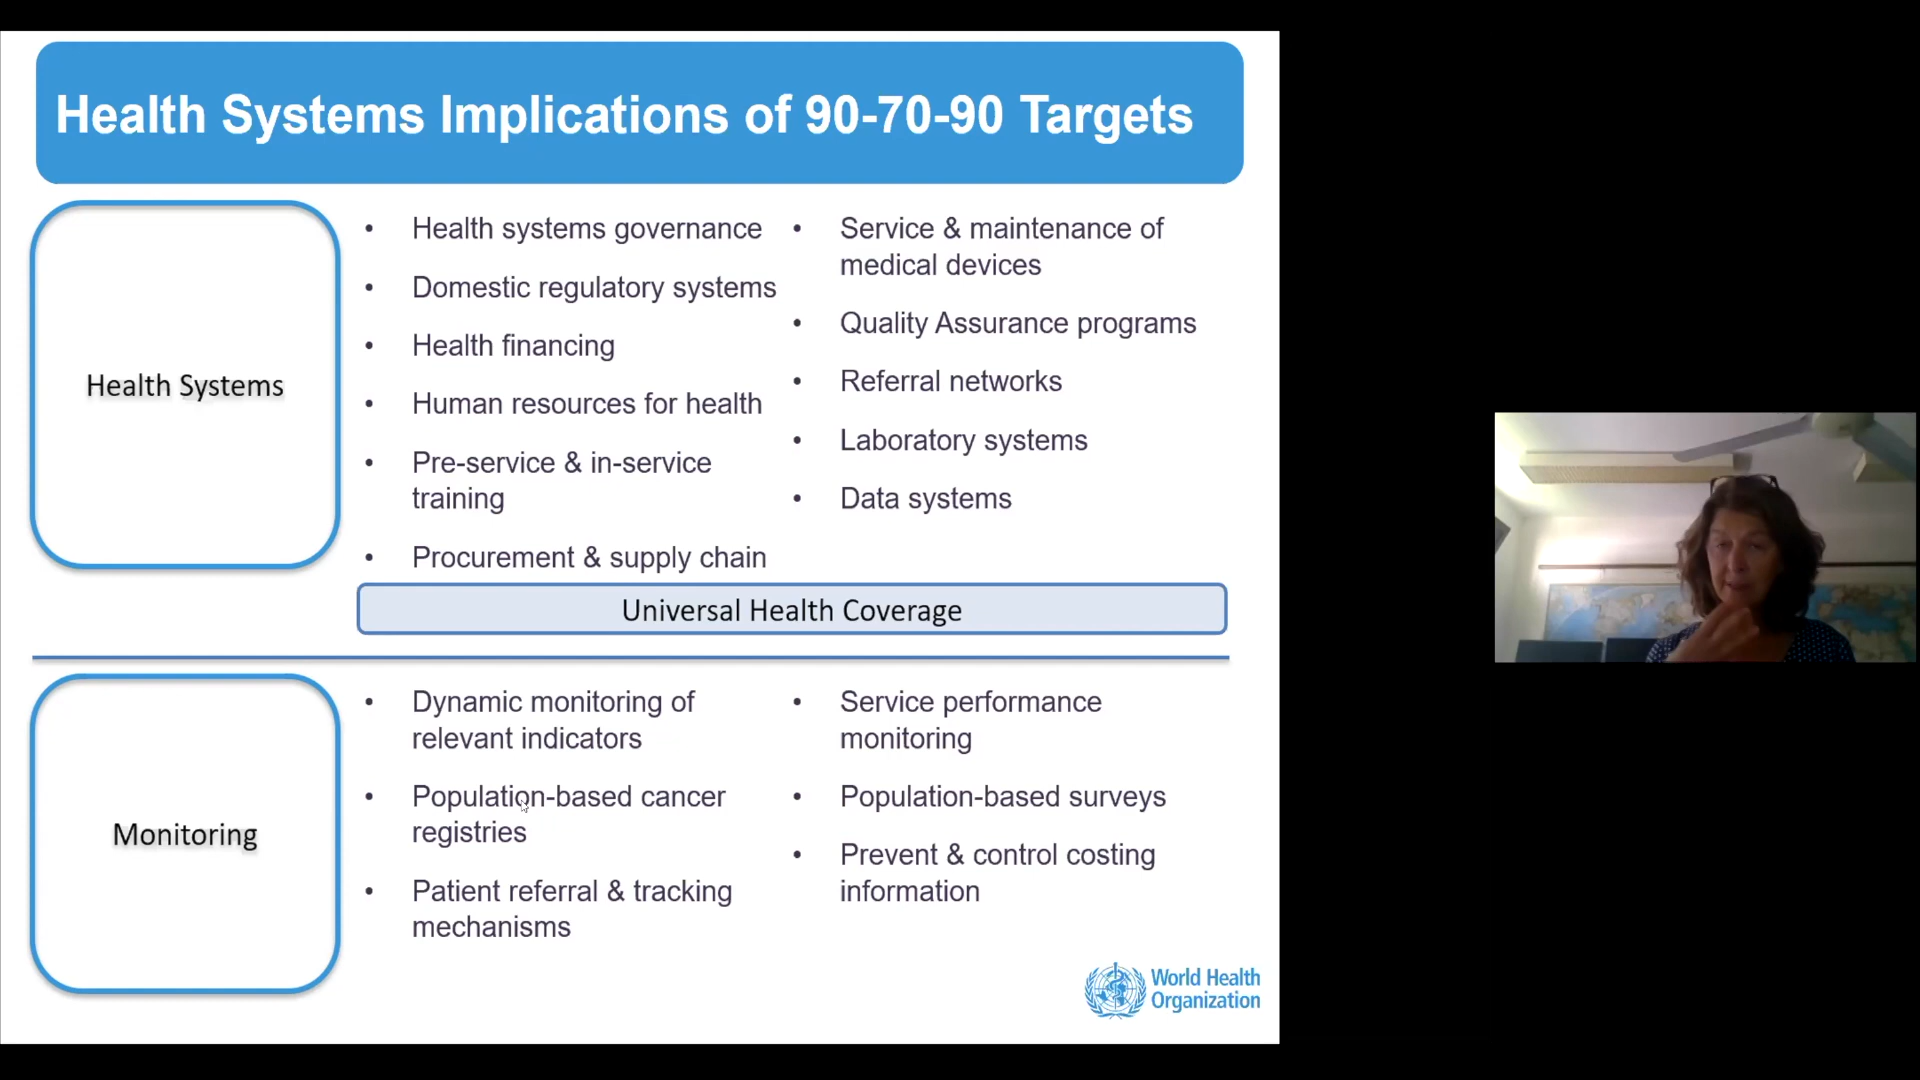 Health Systems Implications of 90-70-90 Targets
Health Systems
• Health systems governance
• Domestic regulatory systems
• Health financing
• Human resources for health
• Pre-service & in-service
training
• Procurement & supply chain
• Service & maintenance of
medical devices
• Quality Assurance programs
• Referral networks
• Laboratory systems
• Data systems
Universal Health Coverage
Monitoring
• Dynamic monitoring of
relevant indicators
• Population-based cancer
registries
• Patient referral & tracking
mechanisms
• Service performance
monitoring
• Population-based surveys
• Prevent & control costing
information
World Health
Organization